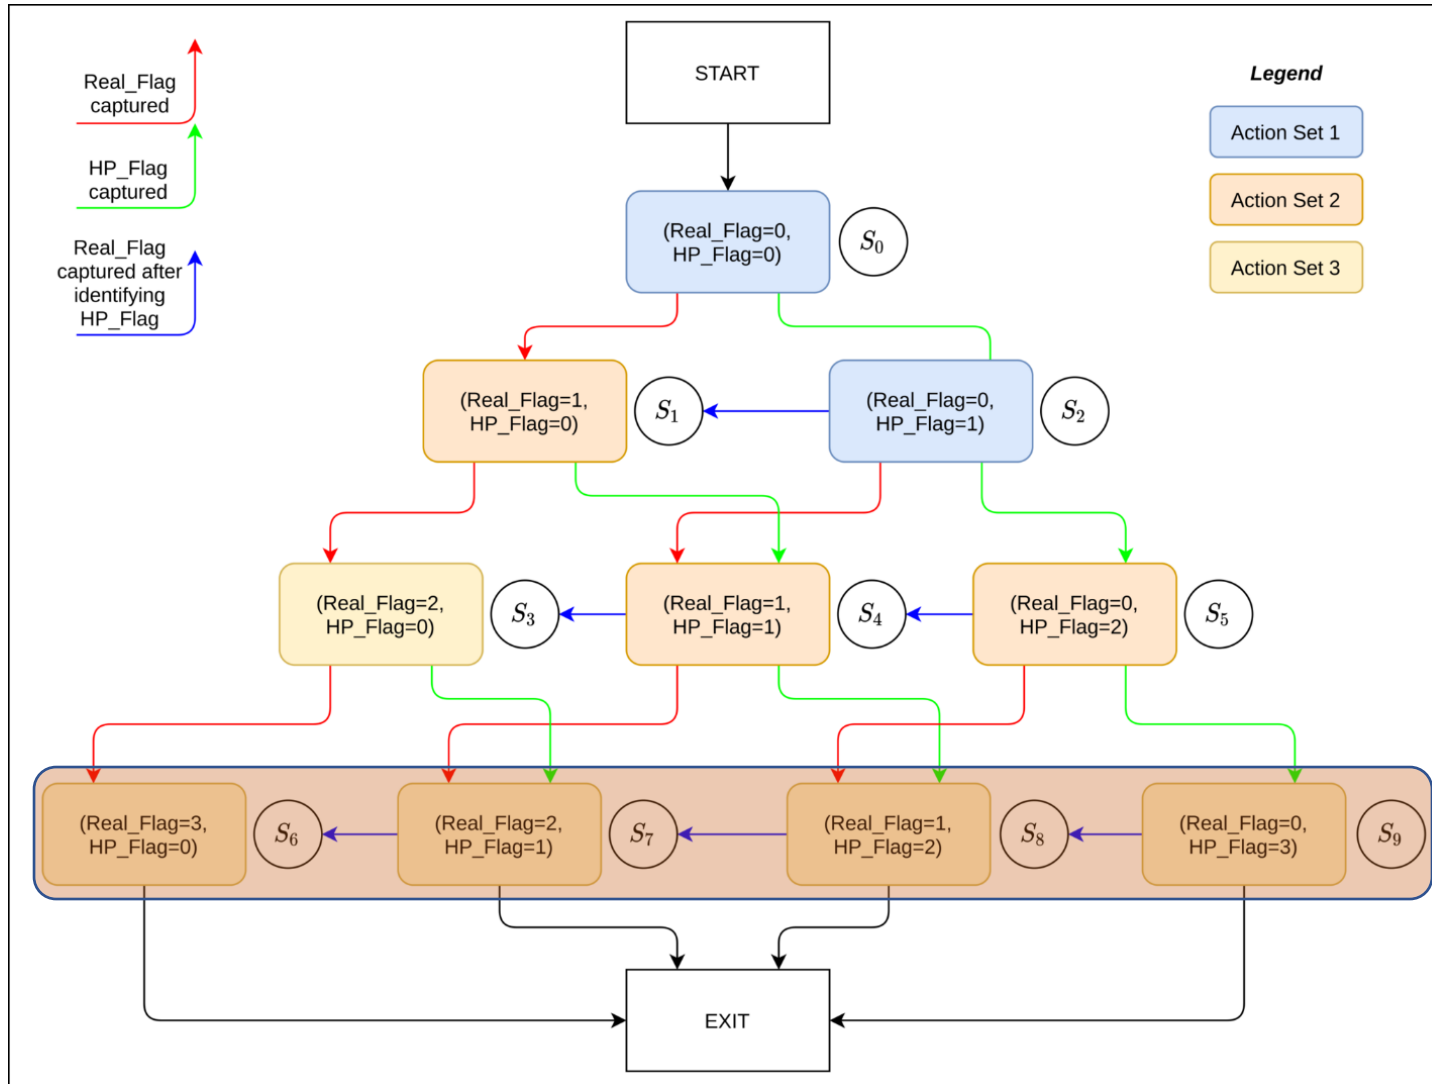 START
Legend
Real_Flag
captured
Action Set 1
HP_Flag
captured
Action Set 2
Real_Flag
captured after
identifying
HP_Flag
Action Set 3
(Real_Flag=0,
HP_Flag=0)
S0
(Real_Flag=1,
HP_Flag=0)
S1
(Real_Flag=0,
HP_Flag=1)
S2
(Real_Flag=2,
HP_Flag=0)
S3
(Real_Flag=1,
HP_Flag=1)
S4
(Real_Flag=0,
HP_Flag=2)
S5
(Real_Flag=3,
HP_Flag=0)
S6
(Real_Flag=2,
HP_Flag=1)
S7
(Real_Flag=1,
HP_Flag=2)
S8
(Real_Flag=0,
HP_Flag=3)
S9
EXIT